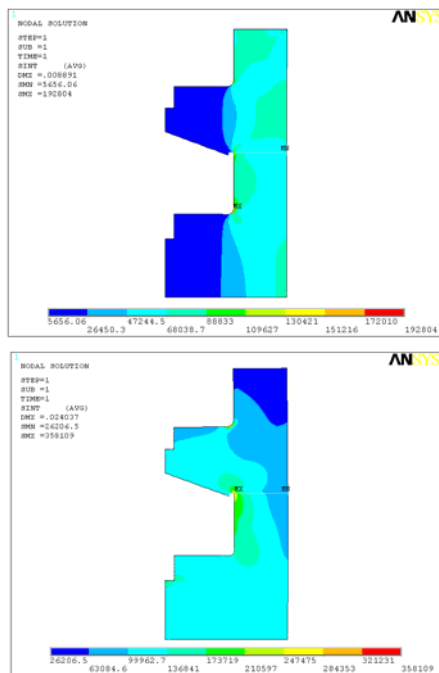 1
NODAL SOLUTION
ANSYS
STEP=1
SUB =1
TIME=1
SINT (AVG)
DMX =.008891
SMN =5656.06
SMX =192804
MN
MX
5656.06 47244.5 88833 130421 172010
26450.3 68038.7 109627 151216 192804
1
NODAL SOLUTION
ANSYS
STEP=1
SUB =1
TIME=1
SINT (AVG)
DMX =.024037
SMN =26206.5
SMX =358109
MX
MN
26206.5 99962.7 173719 247475 321231
63084.6 136841 210597 284353 358109